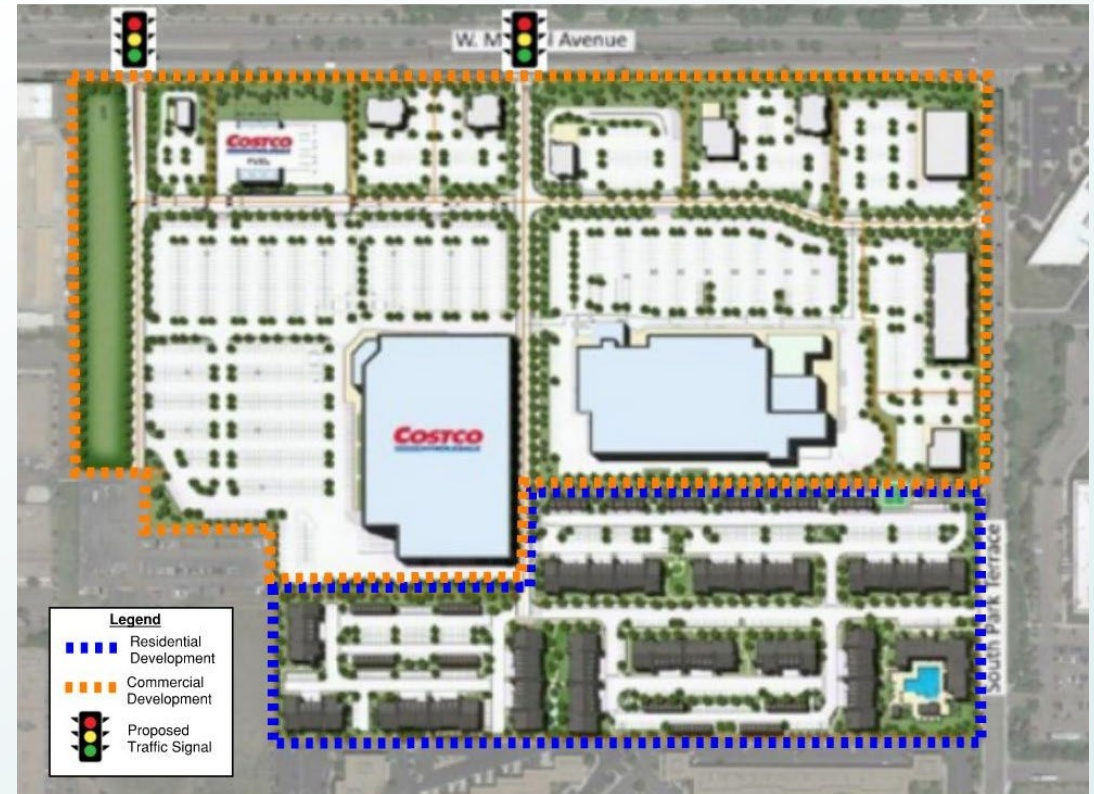 W. M l Avenue
COSTCO
FUEL
COSTCO
WHOLESALE
South Park Terrace
Legend
Residential
Development
Commercial
Development
Proposed
Traffic Signal